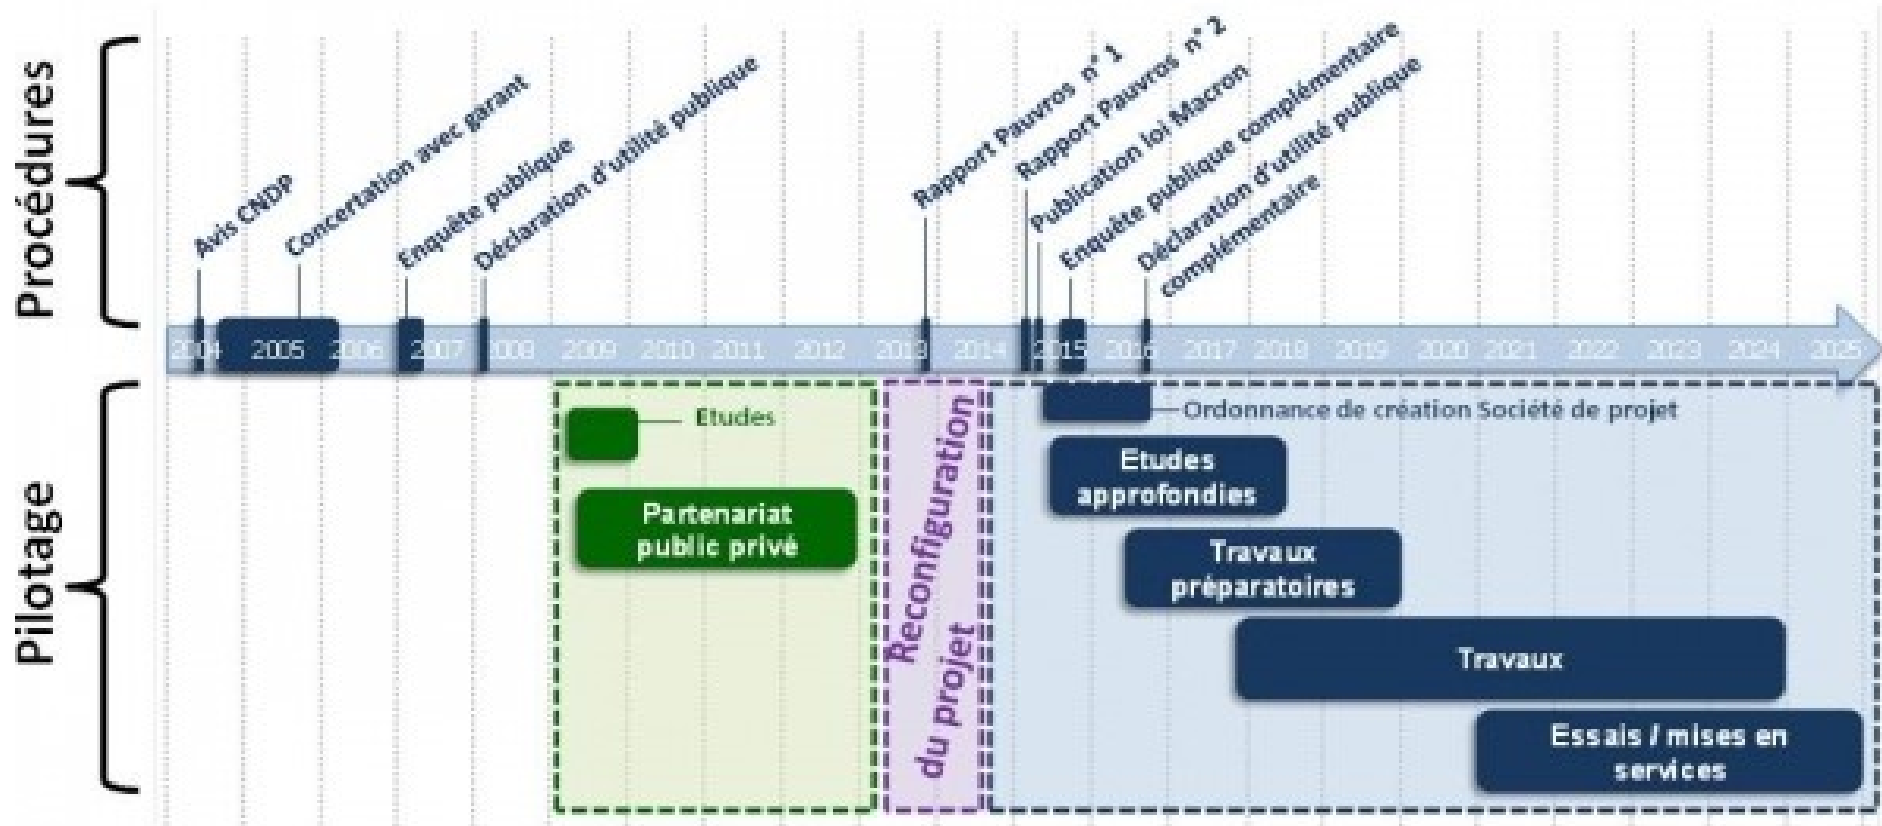 Procédures
Avis CNDP
Concertation avec garant
Enquête publique
Déclaration d'utilité publique
Rapport Pauvros n° 1
Rapport Pauvros n° 2
Publication loi Macron
Enquête publique complémentaire
Déclaration d'utilité publique
complémentaire
2004 2005 2006 2007 2008 2009 2010 2011 2012 2013 2014 2015 2016 2017 2018 2019 2020 2021 2022 2023 2024 2025
Pilotage
Etudes
Partenariat
public privé
Reconfiguration
du projet
Ordonnance de création Société de projet
Etudes
approfondies
Travaux
préparatoires
Travaux
Essais / mises en
services